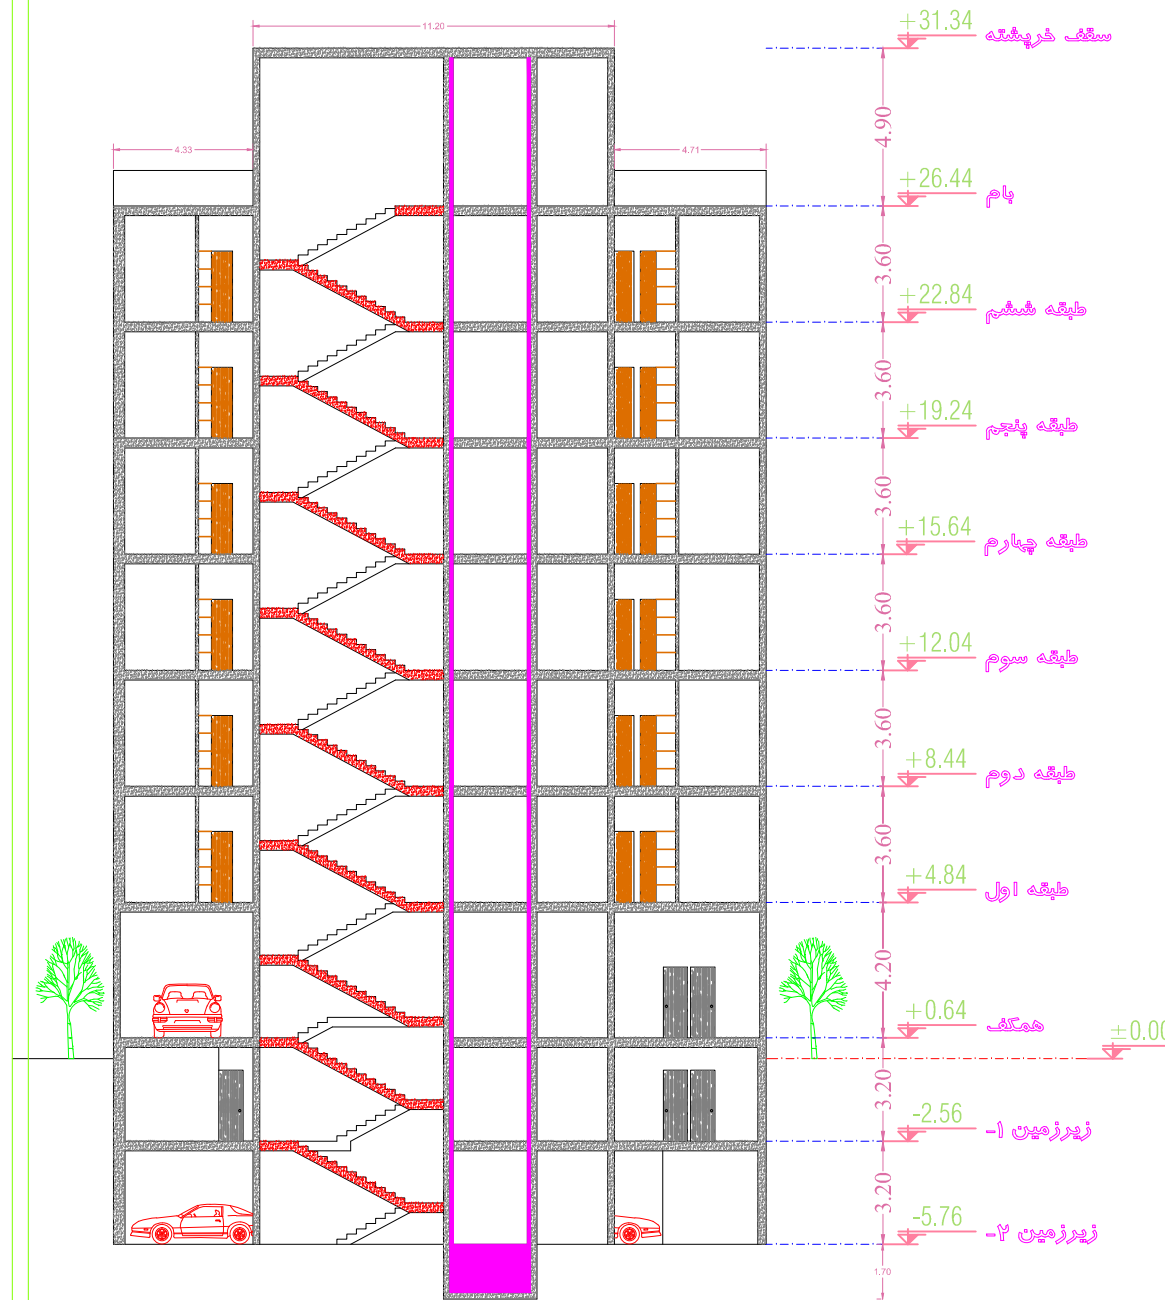 11.20
+31.34 سقف خرپشته
4.90
4.33
4.71
+26.44 بام
3.60
+22.84 طبقه ششم
3.60
+19.24 طبقه پنجم
3.60
+15.64 طبقه چهارم
3.60
+12.04 طبقه سوم
3.60
+8.44 طبقه دوم
3.60
+4.84 طبقه اول
4.20
+0.64 همکف
±0.00
3.20
-2.56 زیرزمین ۱-
3.20
-5.76 زیرزمین ۲-
1.70